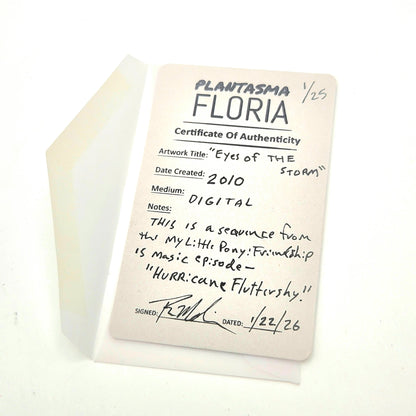 PLANTASMA 1/25
FLORIA
Certificate Of Authenticity
Artwork Title: "Eyes of THE
STORM"
Date Created: 2010
Medium: DIGITAL
Notes:
THIS is a sequence from
the My Little Pony: Friendship
is Magic episode-
"HURRicane Fluttershy."
SIGNED: DATED: 1/22/26